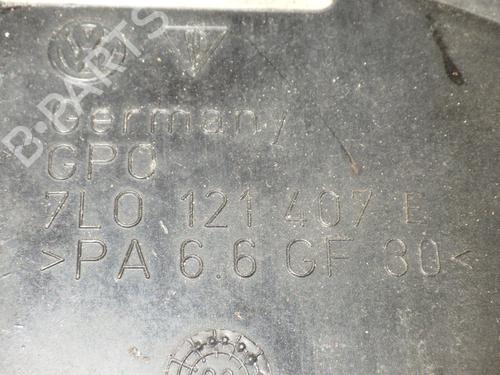 B-PARTS
Germany
GPO
7L0 121 407 E
>PA 6.6 GF 30<